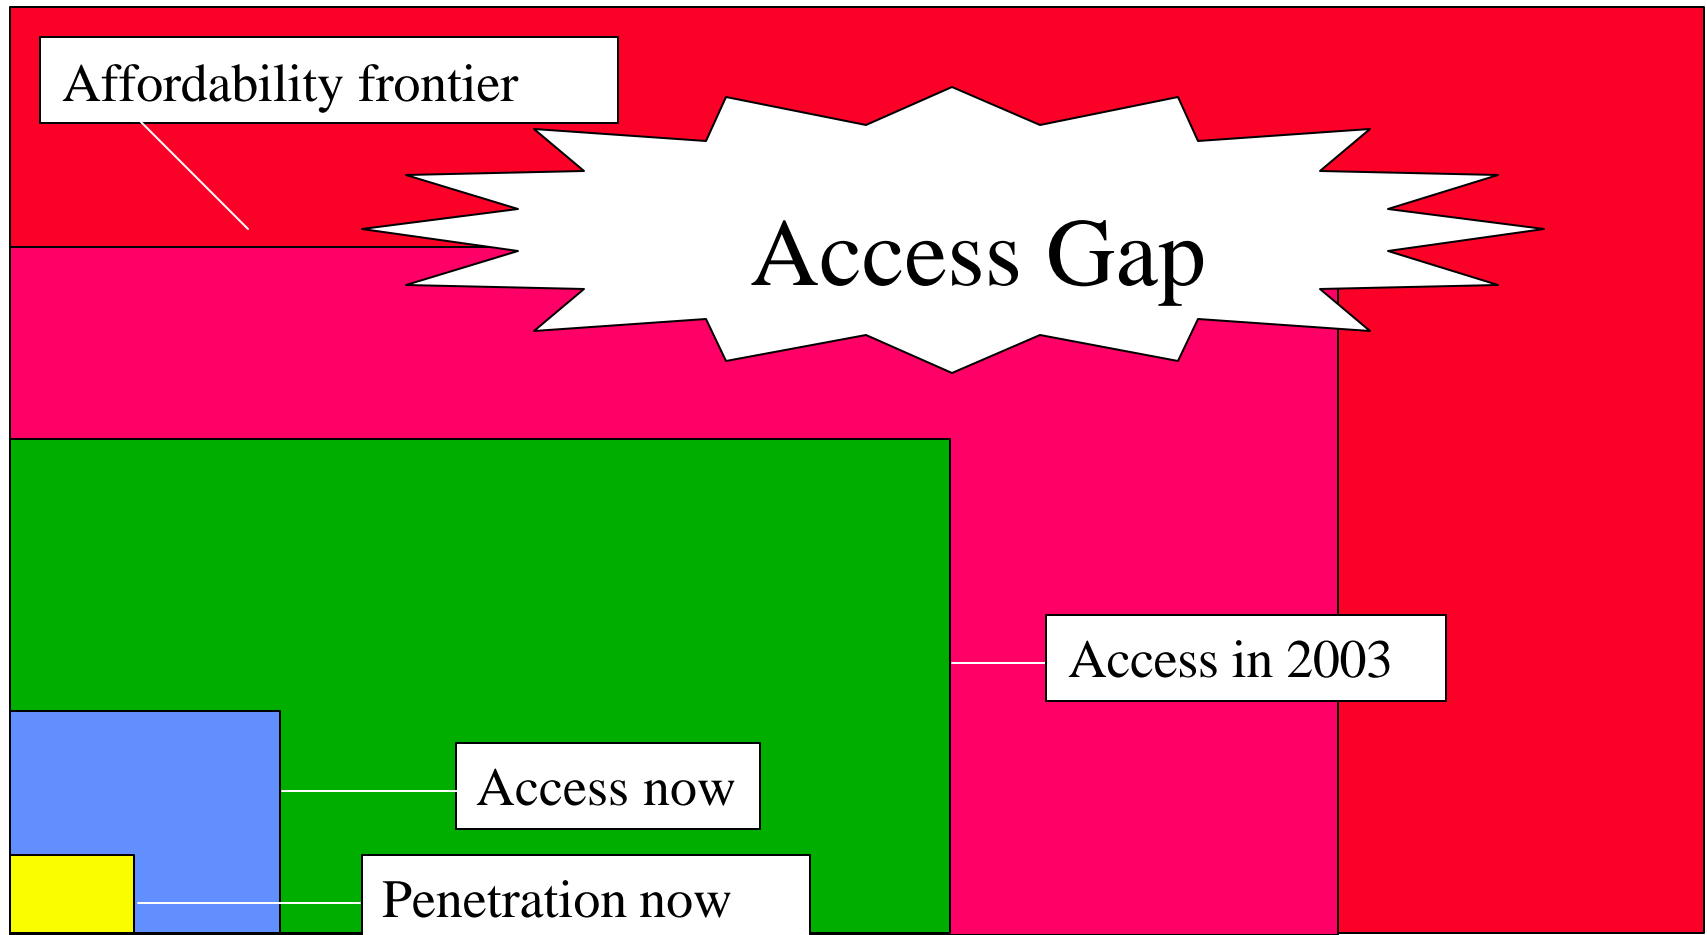 Affordability frontier
Access Gap
Access in 2003
Access now
Penetration now